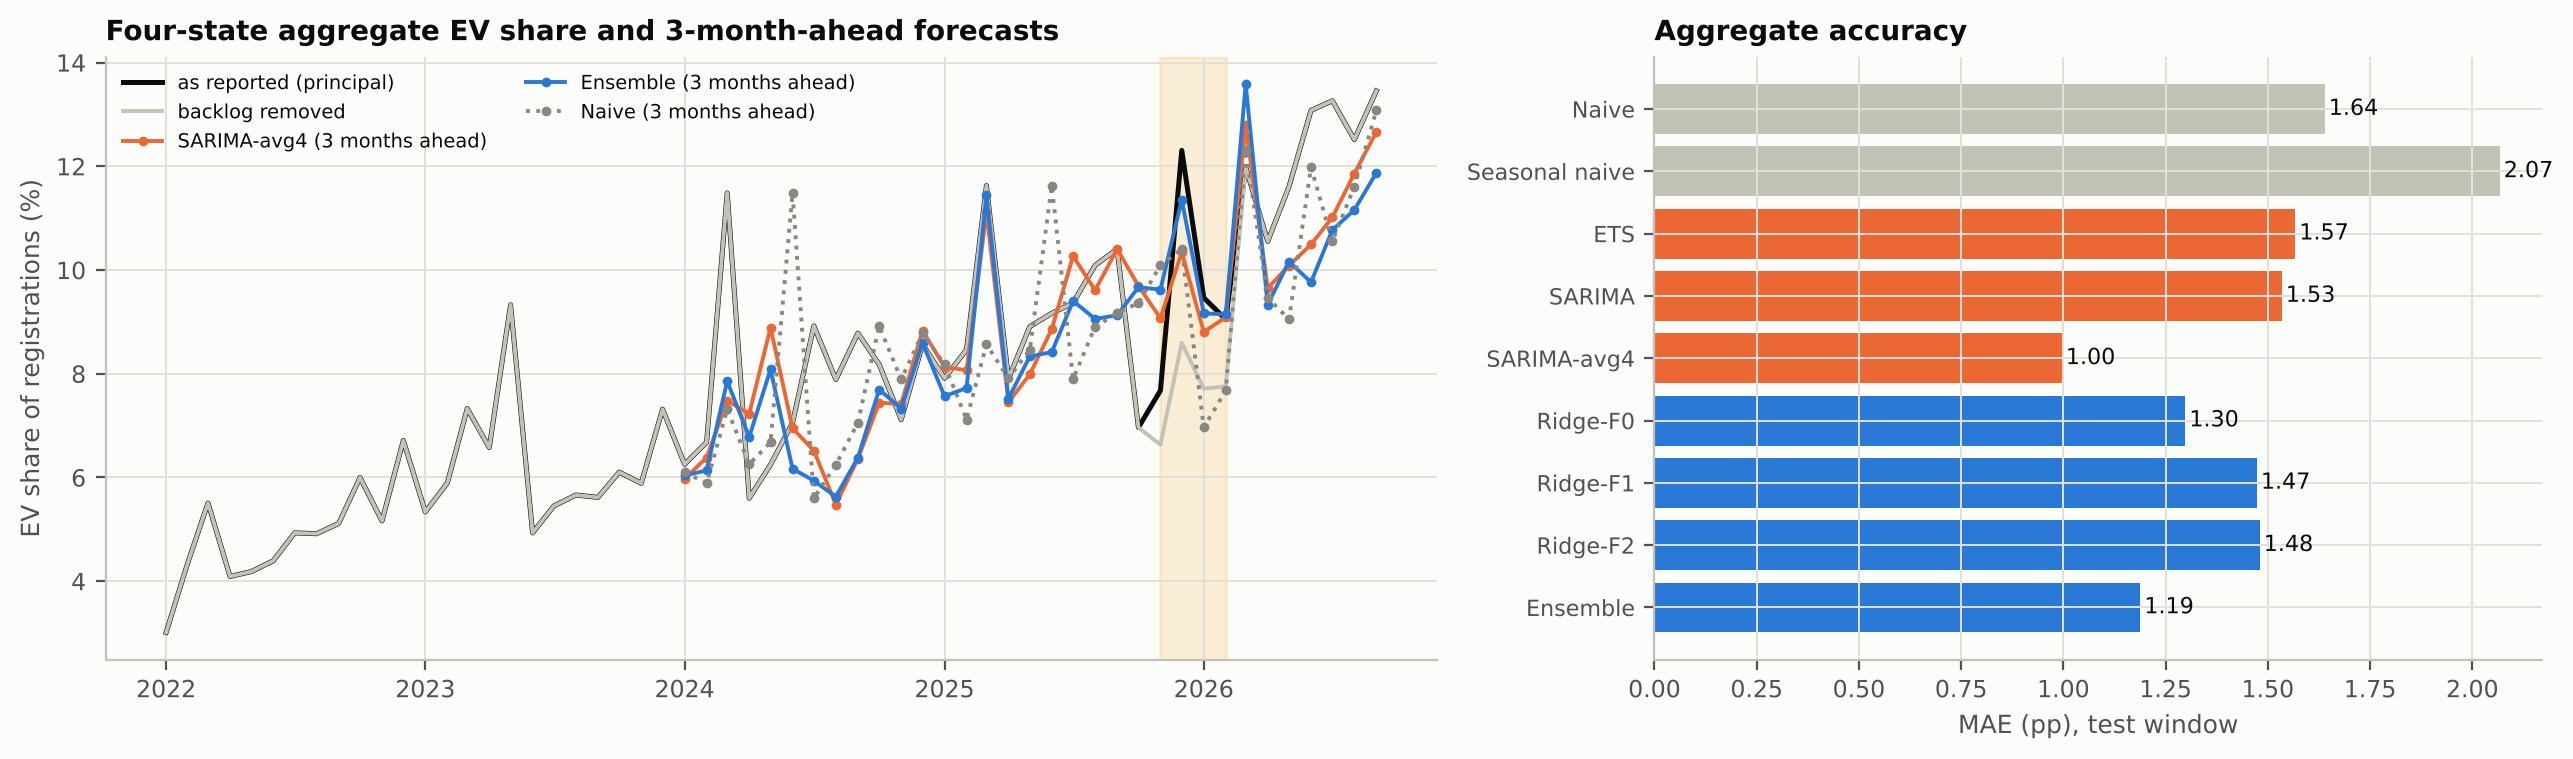 Four-state aggregate EV share and 3-month-ahead forecasts
as reported (principal)
backlog removed
SARIMA-avg4 (3 months ahead)
Ensemble (3 months ahead)
Naive (3 months ahead)
EV share of registrations (%)
14
12
10
8
6
4
2022
2023
2024
2025
2026
Aggregate accuracy
Naive
1.64
Seasonal naive
2.07
ETS
1.57
SARIMA
1.53
SARIMA-avg4
1.00
Ridge-F0
1.30
Ridge-F1
1.47
Ridge-F2
1.48
Ensemble
1.19
0.00
0.25
0.50
0.75
1.00
1.25
1.50
1.75
2.00
MAE (pp), test window